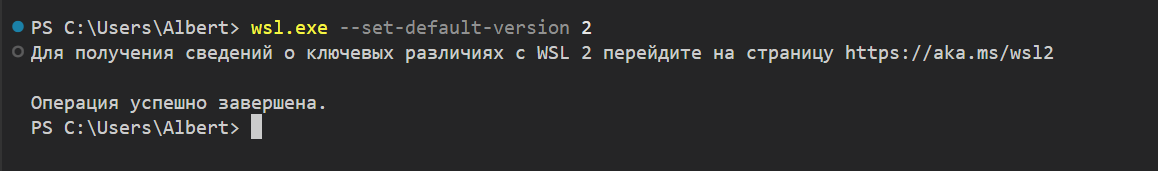 PS C:\Users\Albert> wsl.exe --set-default-version 2
Для получения сведений о ключевых различиях с WSL 2 перейдите на страницу https://aka.ms/wsl2
Операция успешно завершена.
PS C:\Users\Albert>